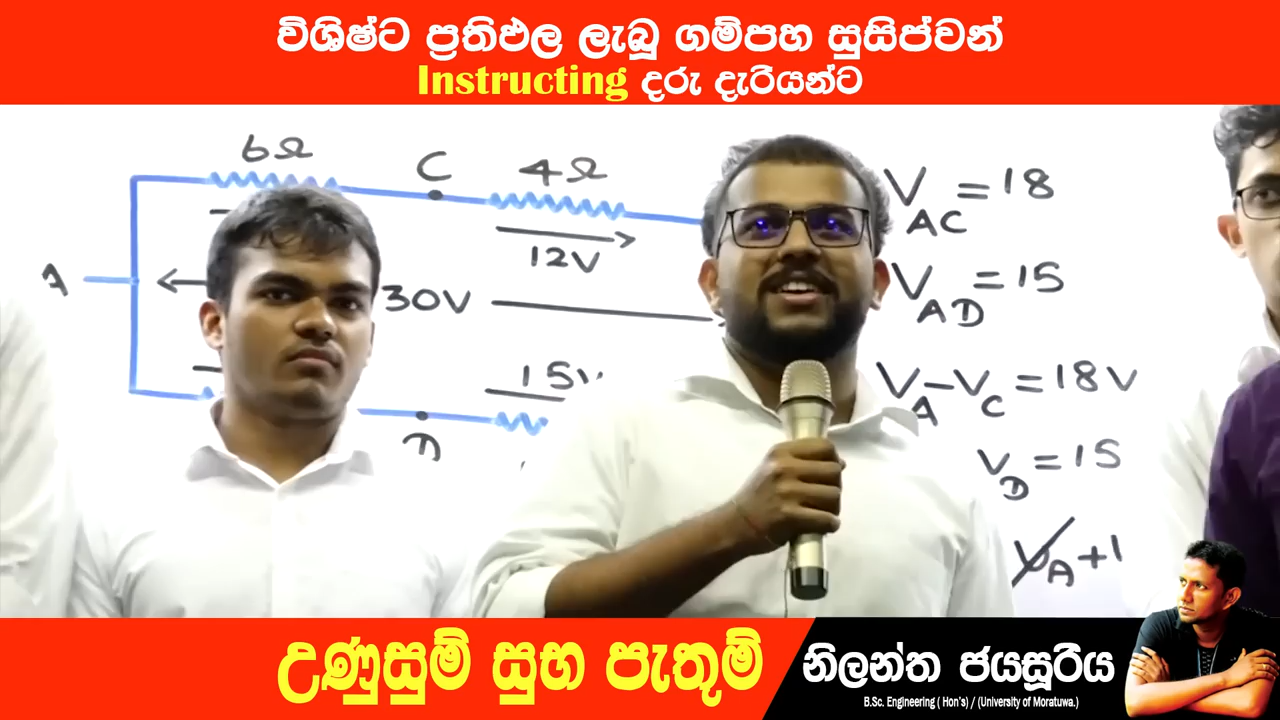 විශිෂ්ට ප්‍රතිඵල ලැබූ ගම්පහ සුසිප්වන්
Instructing දරු දැරියන්ට
6Ω C 4Ω
12V
30V
15V
V_AC = 18
V_AD = 15
V_A - V_C = 18V
V_D = 15
V_A + 1
උණුසුම් සුභ පැතුම්
නිලන්ත ජයසූරිය
B.Sc. Engineering ( Hon's) / (University of Moratuwa.)